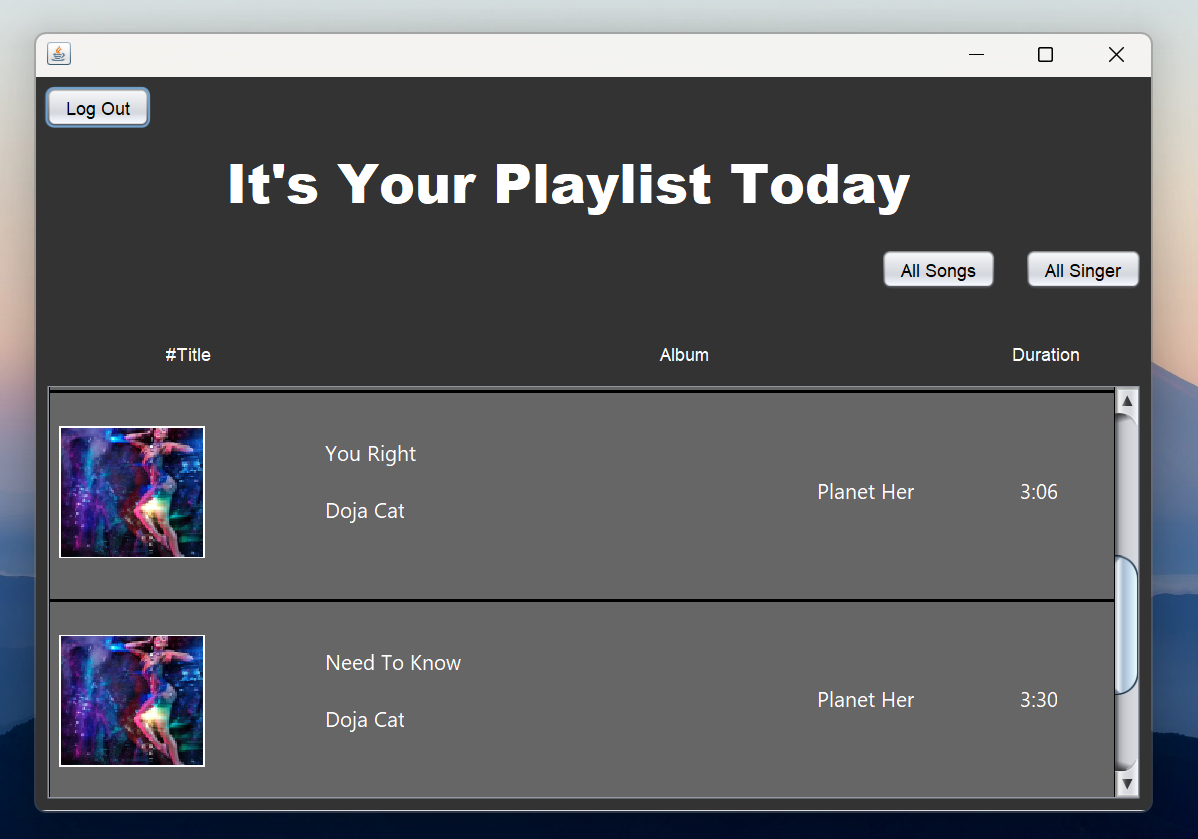 Log Out
It's Your Playlist Today
All Songs All Singer
#Title Album Duration
You Right
Doja Cat
Planet Her 3:06
Need To Know
Doja Cat
Planet Her 3:30